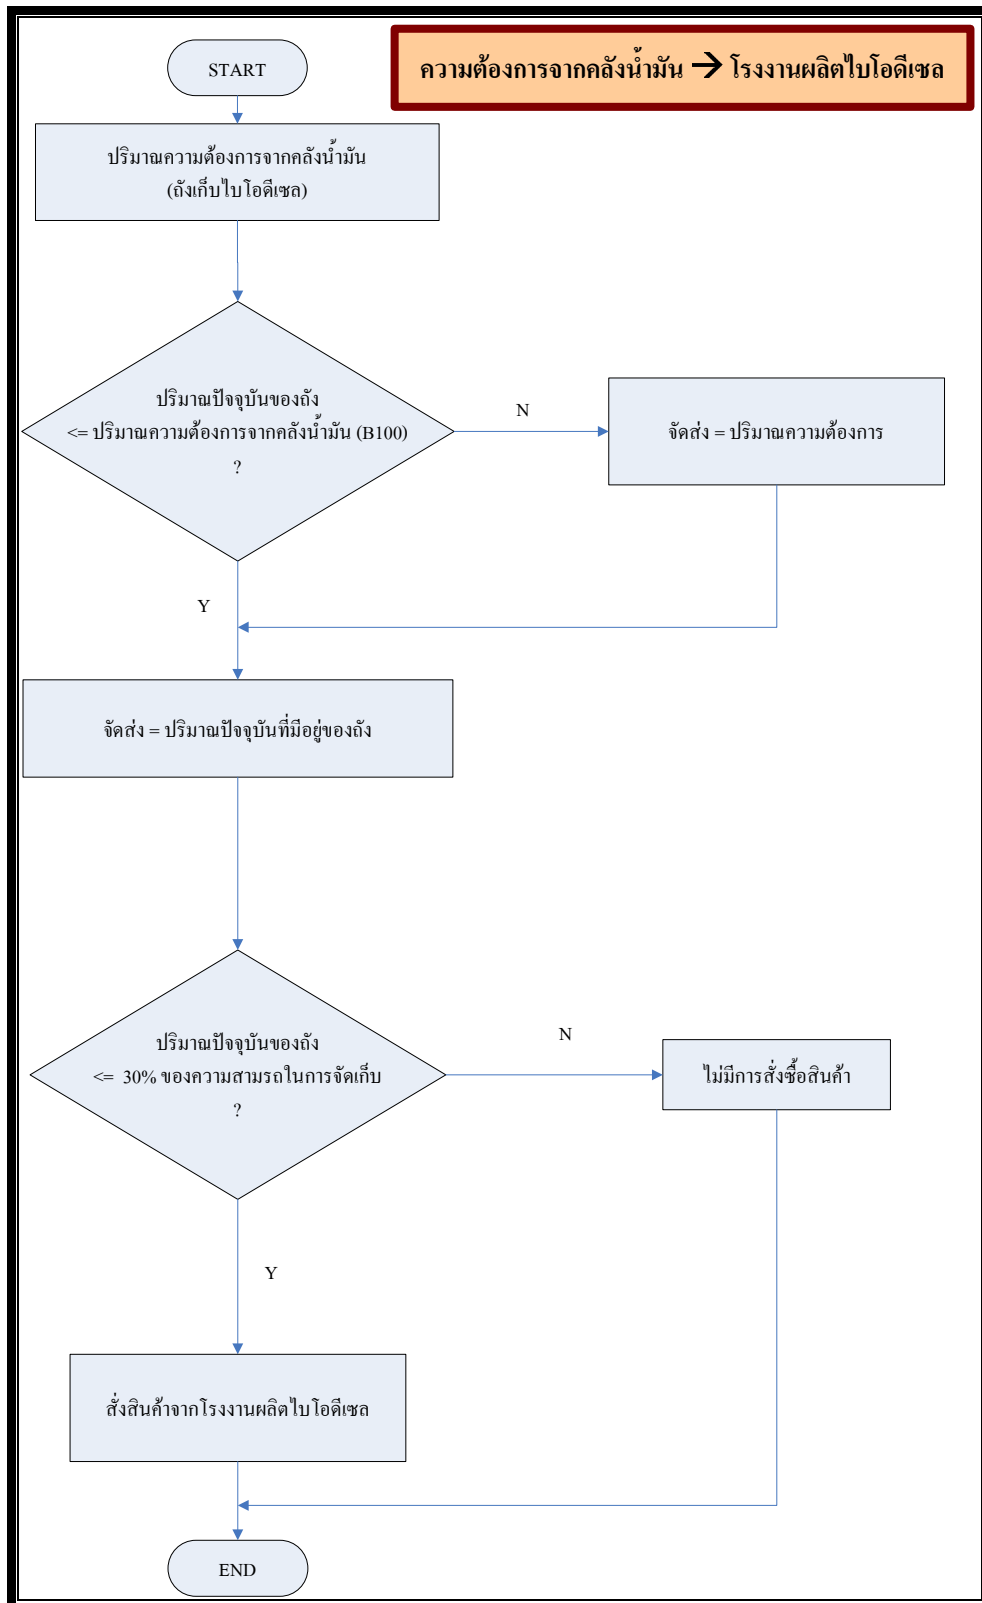 START
ความต้องการจากคลังน้ำมัน → โรงงานผลิตไบโอดีเซล
ปริมาณความต้องการจากคลังน้ำมัน
(ถังเก็บไบโอดีเซล)
ปริมาณปัจจุบันของถัง
<= ปริมาณความต้องการจากคลังน้ำมัน (B100)
?
N
จัดส่ง = ปริมาณความต้องการ
Y
จัดส่ง = ปริมาณปัจจุบันที่มีอยู่ของถัง
ปริมาณปัจจุบันของถัง
<= 30% ของความสามรถในการจัดเก็บ
?
N
ไม่มีการสั่งซื้อสินค้า
Y
สั่งสินค้าจากโรงงานผลิตไบโอดีเซล
END